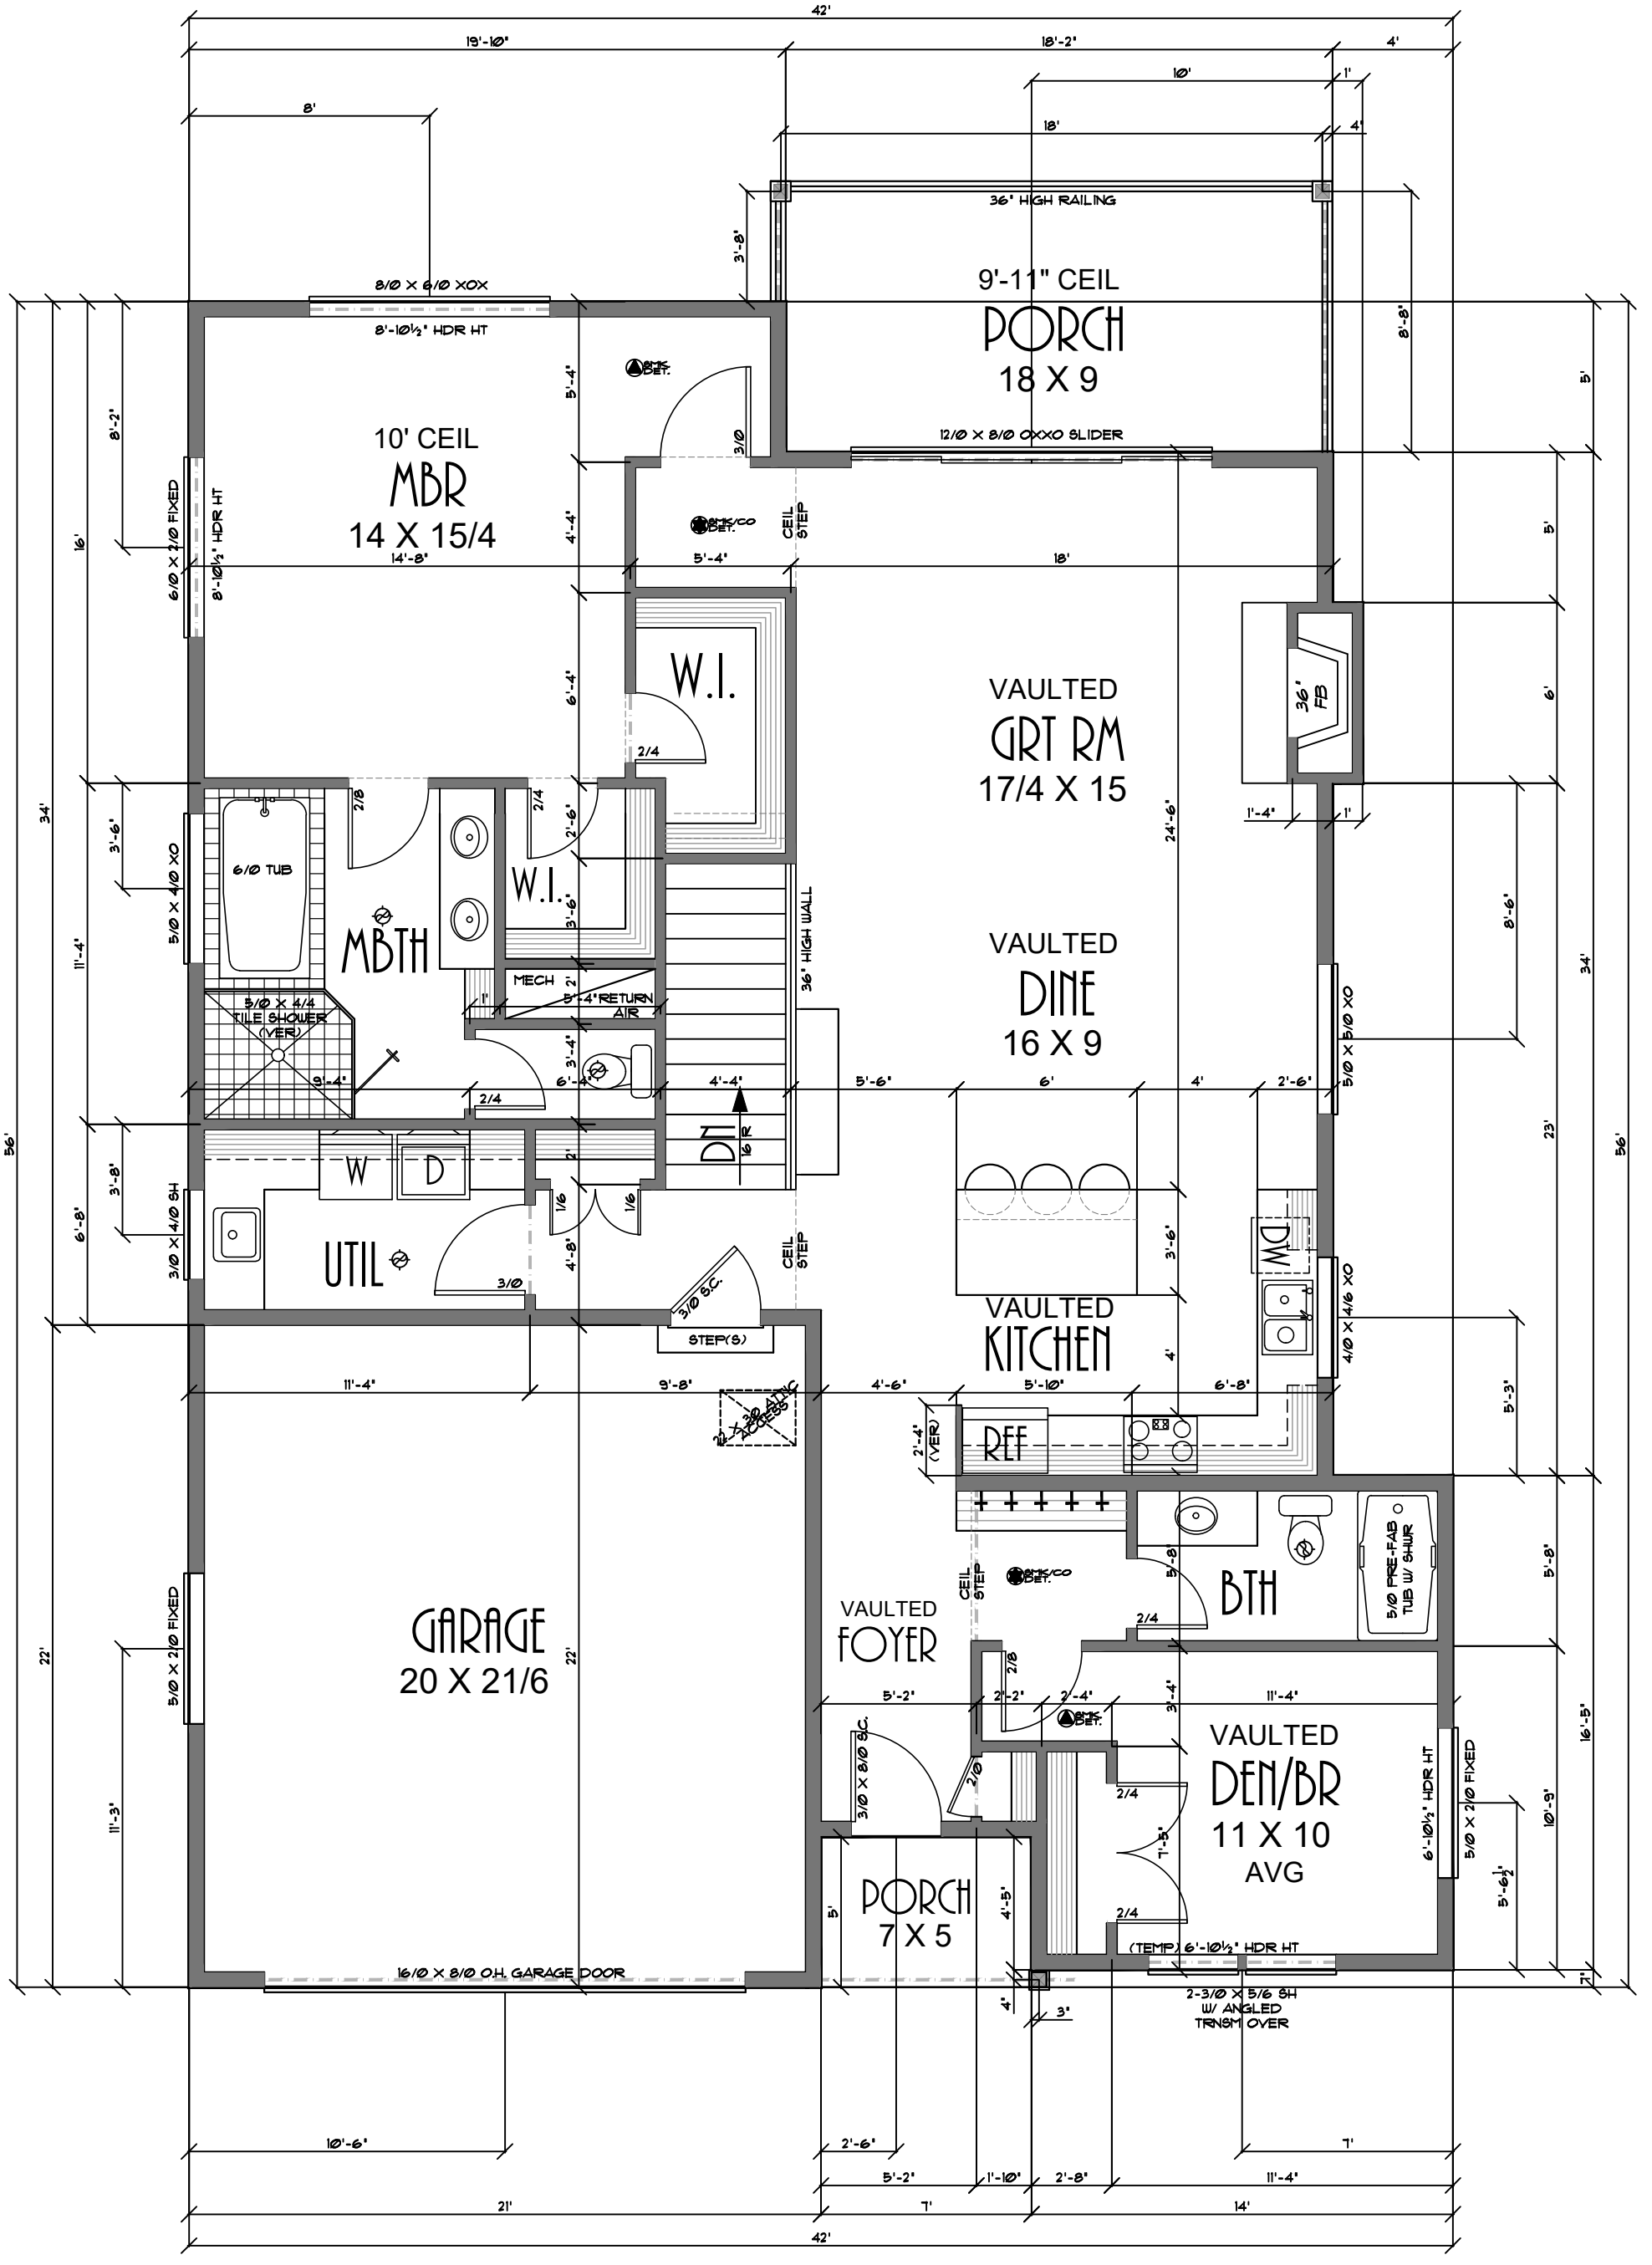 42'
19'-10"
18'-2"
4'
10'
1'
8'
18'
4"
36" HIGH RAILING
3'-8"
8'-8"
8/0 X 6/0 XOX
8'-10½" HDR HT
9'-11" CEIL
PORCH
18 X 9
SMK
DET.
5'-4"
5'
8'-2"
3/0
12/0 X 8/0 OXXO SLIDER
10' CEIL
MBR
14 X 15/4
6/0 X 2/0 FIXED
8'-10½" HDR HT
SMK/CO
DET.
CEIL
STEP
4'-4"
5'
16'
14'-8"
5'-4"
18'
W.I.
6'-4"
2/4
VAULTED
GRT RM
17/4 X 15
36"
FB
6'
1'-4"
1'
34'
3'-6"
2/8
2/4
2'-6"
24'-6"
6/0 TUB
W.I.
5/0 X 4/0 XO
MBTH
3'-6"
36" HIGH WALL
VAULTED
DINE
16 X 9
8'-6"
11'-4"
34'
MECH
2'
1'
5'-4"
RETURN
AIR
5/0 X 4/4
TILE SHOWER
(VER)
5/0 X 5/0 XO
3'-4"
9'-4"
6'-4"
4'-4"
5'-6"
6'
4'
2'-6"
2/4
DN
16 R
56'
23'
56'
W
D
2'
3'-8"
3/0 X 4/0 SH
6'-8"
1/6
1/6
UTIL
3/0
4'-8"
CEIL
STEP
3/0 S.C.
STEP(S)
3'-6"
DW
VAULTED
KITCHEN
4'
4/0 X 4/6 XO
5'-3"
11'-4"
9'-8"
4'-6"
5'-10"
6'-8"
22 X 30 ATTIC
ACCESS
2'-4"
(VER)
REF
CEIL
STEP
SMK/CO
DET.
5'-8"
2/4
BTH
5/0 PRE-FAB
TUB W/ SHWR
5'-8"
GARAGE
20 X 21/6
5/0 X 2/0 FIXED
22'
22'
VAULTED
FOYER
2/8
5'-2"
2'-2"
2'-4"
3'-4"
11'-4"
SMK
DET.
16'-5"
3/0 X 8/0 S.C.
2/0
2/4
VAULTED
DEN/BR
11 X 10
AVG
6'-10½" HDR HT
5/0 X 2/0 FIXED
10'-9"
11'-3"
7'-5"
5'-6½"
PORCH
7 X 5
5'
4'-5"
2/4
(TEMP) 6'-10½" HDR HT
16/0 X 8/0 O.H. GARAGE DOOR
4"
3"
7"
2-3/0 X 5/6 SH
W/ ANGLED
TRNSM OVER
10'-6"
2'-6"
7'
5'-2"
1'-10"
2'-8"
11'-4"
21'
7'
14'
42'